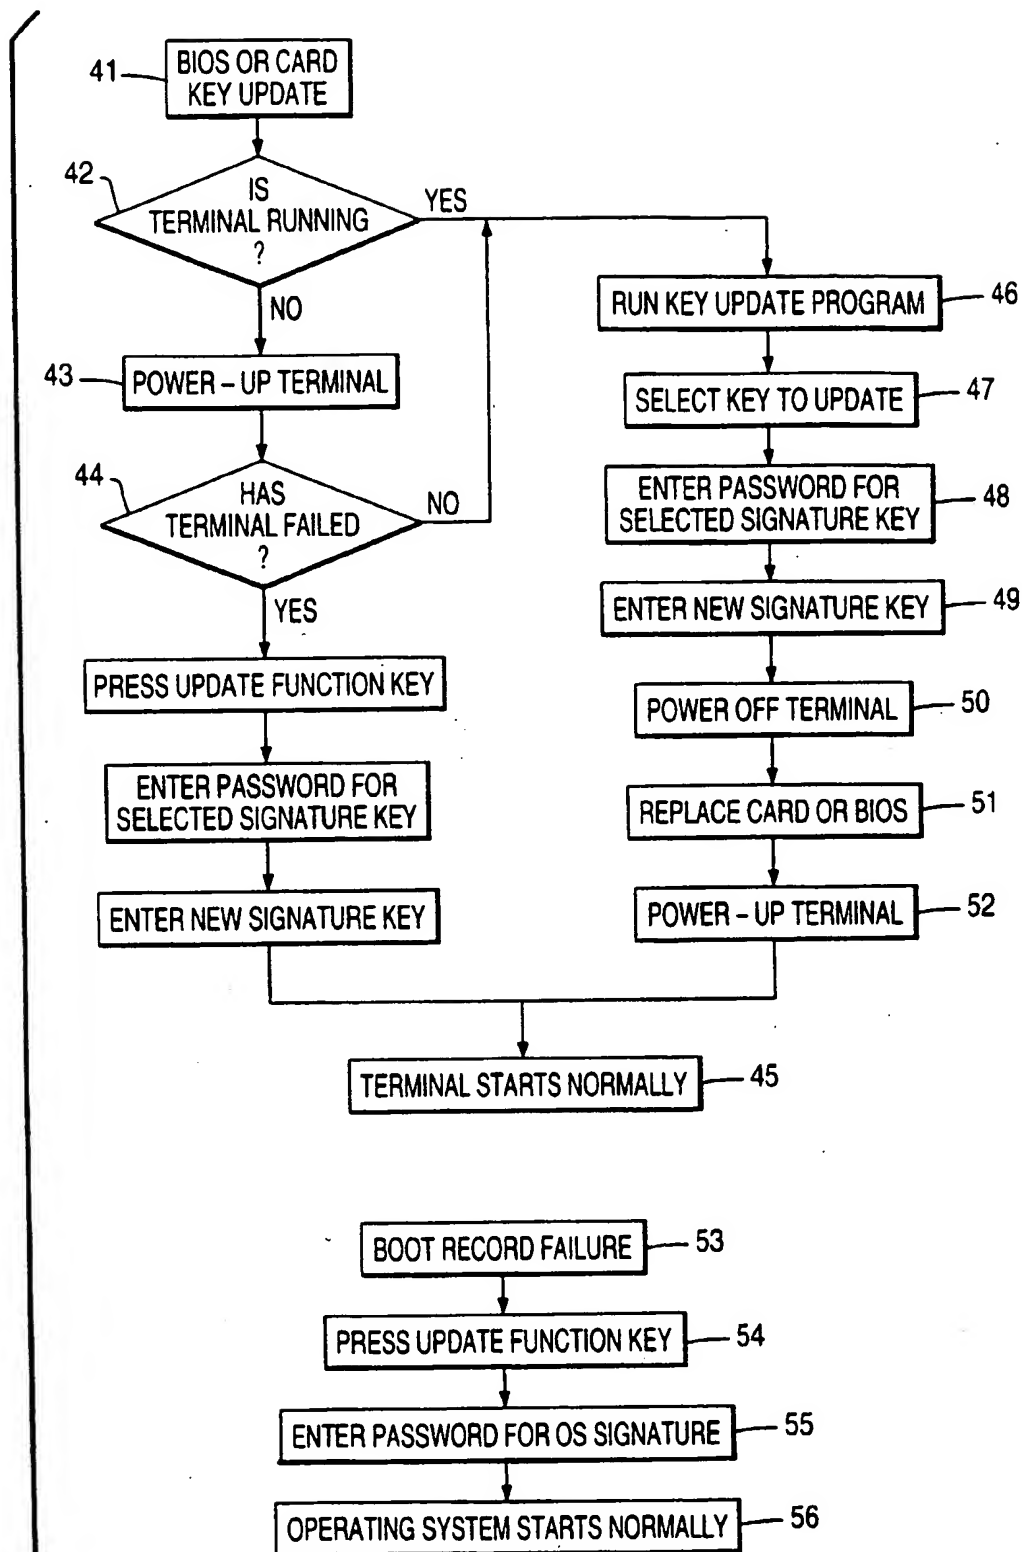 41
BIOS OR CARD
KEY UPDATE
42
IS
TERMINAL RUNNING
?
YES
NO
43
POWER – UP TERMINAL
44
HAS
TERMINAL FAILED
?
NO
YES
PRESS UPDATE FUNCTION KEY
ENTER PASSWORD FOR
SELECTED SIGNATURE KEY
ENTER NEW SIGNATURE KEY
RUN KEY UPDATE PROGRAM
46
SELECT KEY TO UPDATE
47
ENTER PASSWORD FOR
SELECTED SIGNATURE KEY
48
ENTER NEW SIGNATURE KEY
49
POWER OFF TERMINAL
50
REPLACE CARD OR BIOS
51
POWER – UP TERMINAL
52
TERMINAL STARTS NORMALLY
45
BOOT RECORD FAILURE
53
PRESS UPDATE FUNCTION KEY
54
ENTER PASSWORD FOR OS SIGNATURE
55
OPERATING SYSTEM STARTS NORMALLY
56